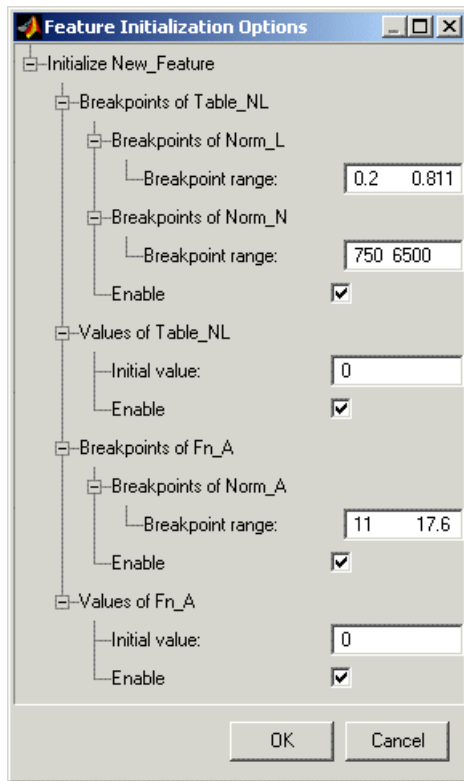 Feature Initialization Options
Initialize New_Feature
Breakpoints of Table_NL
Breakpoints of Norm_L
Breakpoint range: 0.2 0.811
Breakpoints of Norm_N
Breakpoint range: 750 6500
Enable
Values of Table_NL
Initial value: 0
Enable
Breakpoints of Fn_A
Breakpoints of Norm_A
Breakpoint range: 11 17.6
Enable
Values of Fn_A
Initial value: 0
Enable
OK Cancel